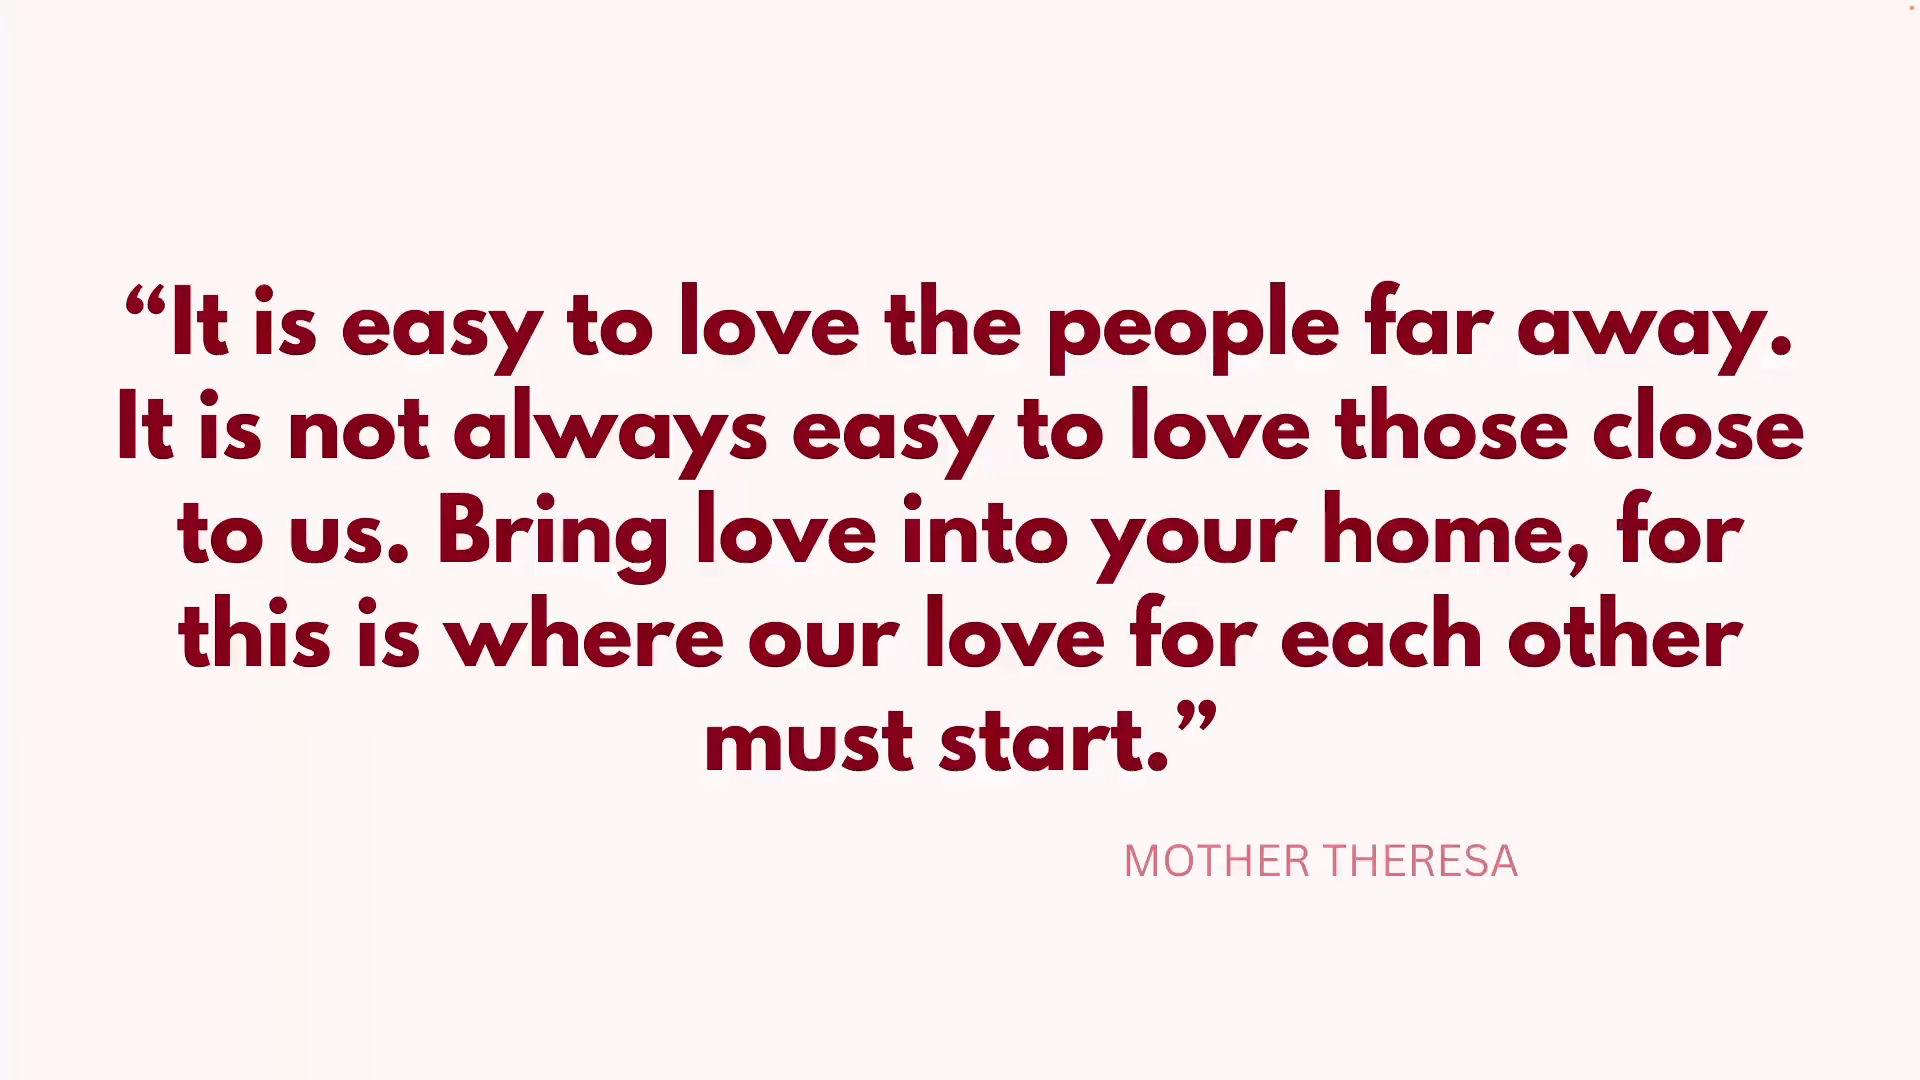 “It is easy to love the people far away.
It is not always easy to love those close
to us. Bring love into your home, for
this is where our love for each other
must start.”
MOTHER THERESA